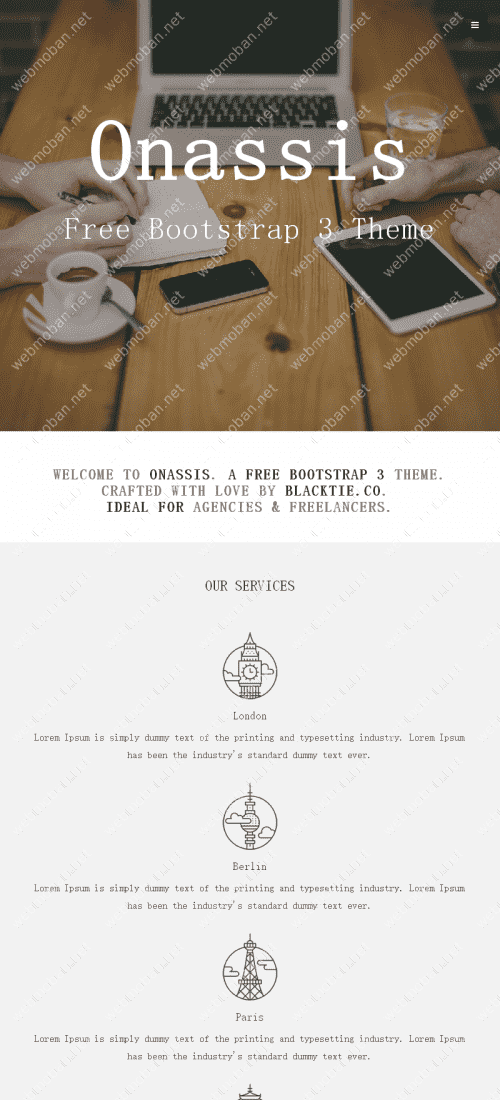 Onassis
Free Bootstrap 3 Theme
WELCOME TO ONASSIS. A FREE BOOTSTRAP 3 THEME.
CRAFTED WITH LOVE BY BLACKTIE.CO.
IDEAL FOR AGENCIES & FREELANCERS.
OUR SERVICES
London
Lorem Ipsum is simply dummy text of the printing and typesetting industry. Lorem Ipsum
has been the industry's standard dummy text ever.
Berlin
Lorem Ipsum is simply dummy text of the printing and typesetting industry. Lorem Ipsum
has been the industry's standard dummy text ever.
Paris
Lorem Ipsum is simply dummy text of the printing and typesetting industry. Lorem Ipsum
has been the industry's standard dummy text ever.
webmoban.net